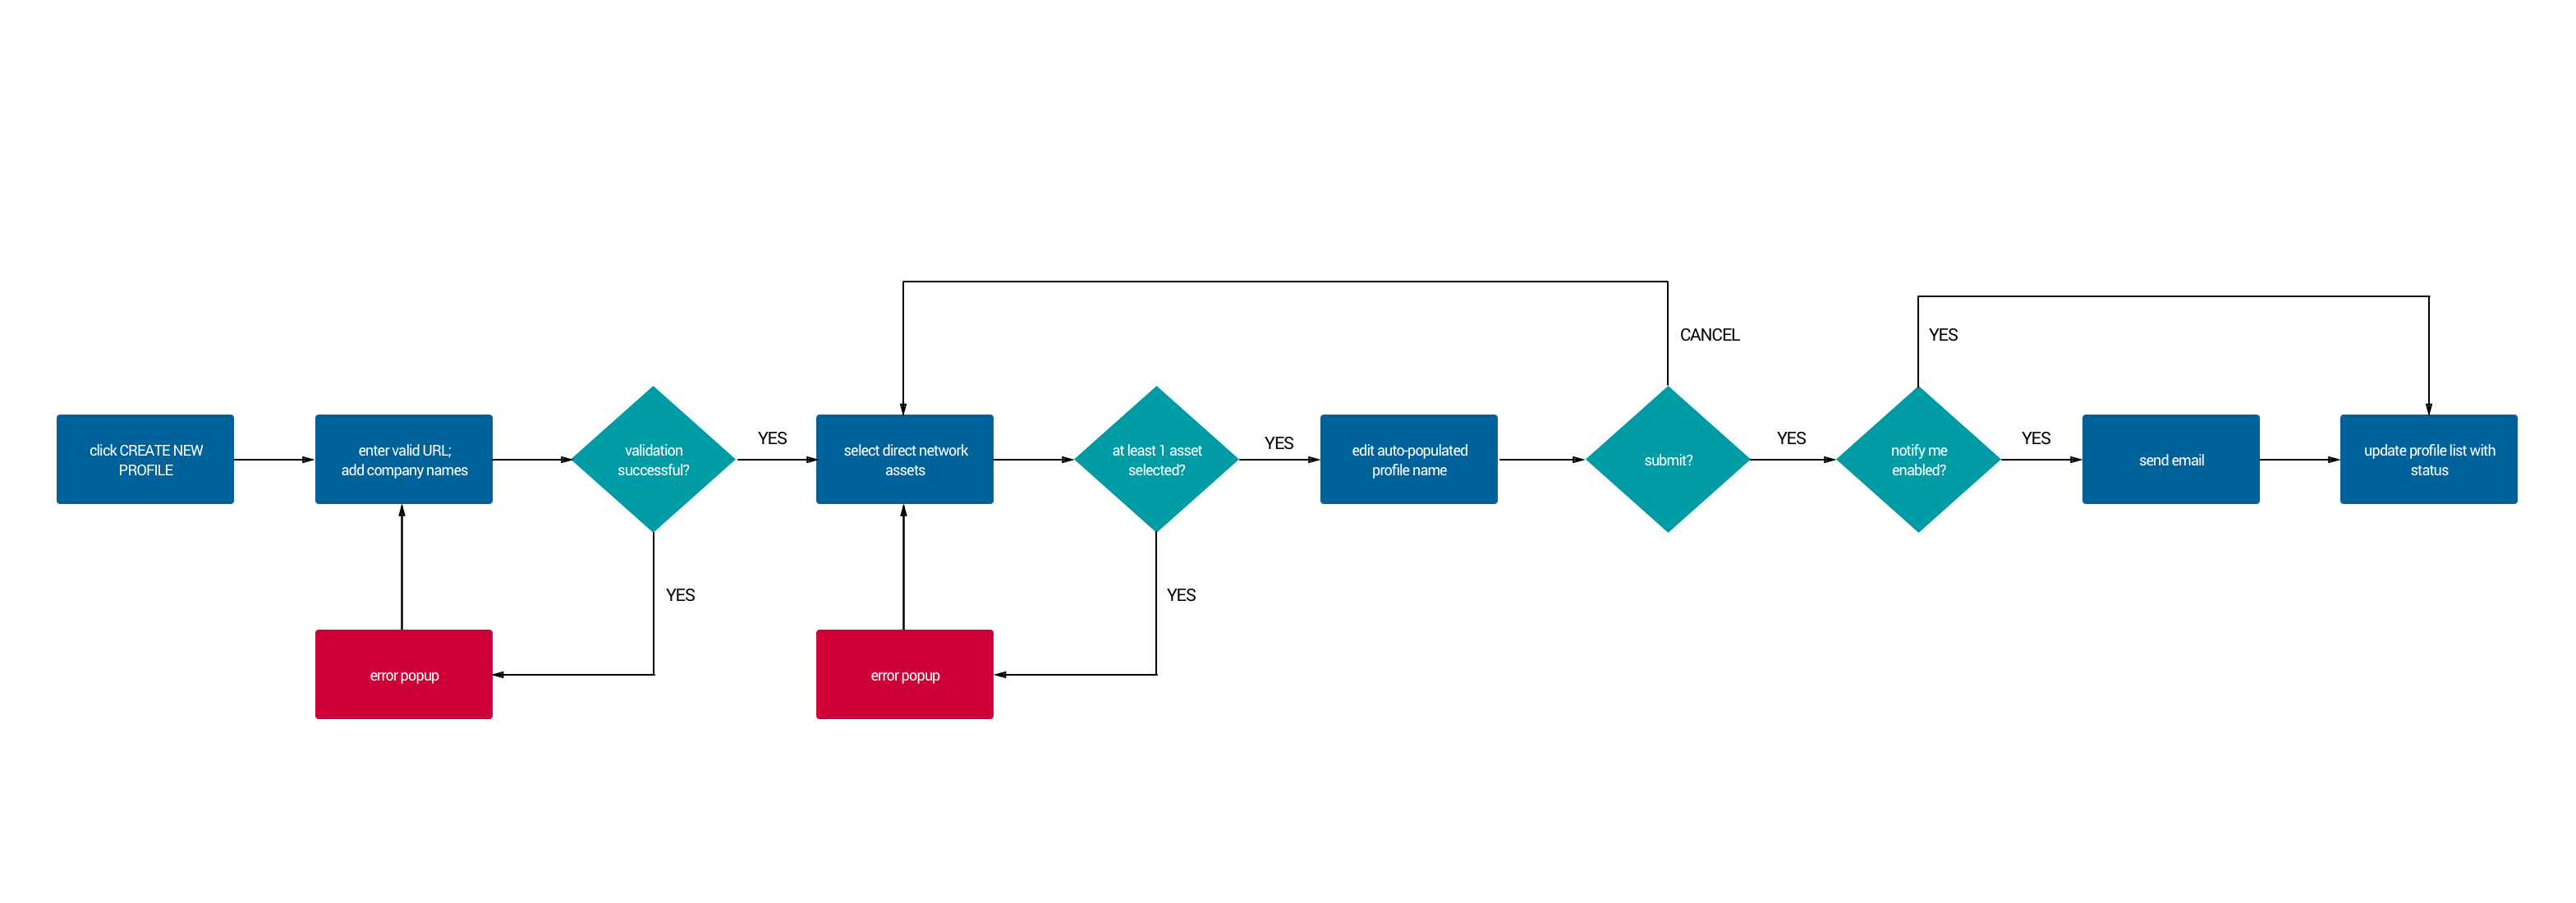 click CREATE NEW
PROFILE
enter valid URL;
add company names
validation
successful?
YES
YES
error popup
select direct network
assets
at least 1 asset
selected?
YES
YES
error popup
edit auto-populated
profile name
submit?
CANCEL
YES
notify me
enabled?
YES
YES
send email
update profile list with
status